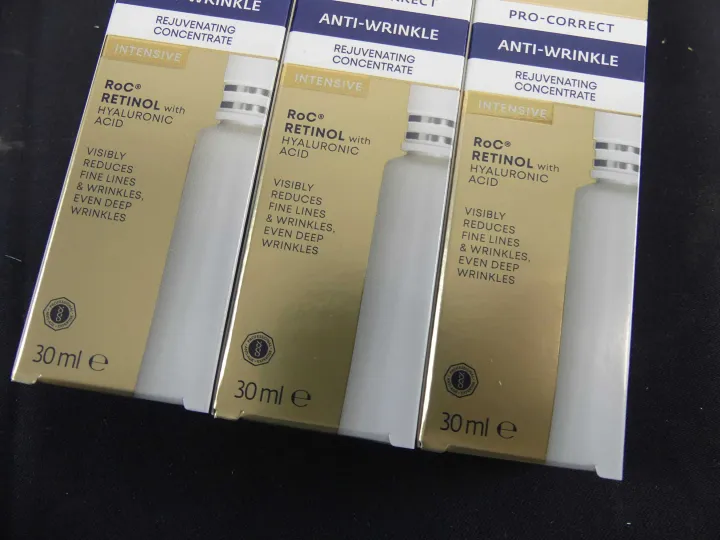 WRINKLE
REJUVENATING
CONCENTRATE
INTENSIVE
RoC®
RETINOL with
HYALURONIC
ACID
VISIBLY
REDUCES
FINE LINES
& WRINKLES,
EVEN DEEP
WRINKLES
30 ml ℮
CORRECT
ANTI-WRINKLE
REJUVENATING
CONCENTRATE
INTENSIVE
RoC®
RETINOL with
HYALURONIC
ACID
VISIBLY
REDUCES
FINE LINES
& WRINKLES,
EVEN DEEP
WRINKLES
30 ml ℮
PRO-CORRECT
ANTI-WRINKLE
REJUVENATING
CONCENTRATE
INTENSIVE
RoC®
RETINOL with
HYALURONIC
ACID
VISIBLY
REDUCES
FINE LINES
& WRINKLES,
EVEN DEEP
WRINKLES
30 ml ℮